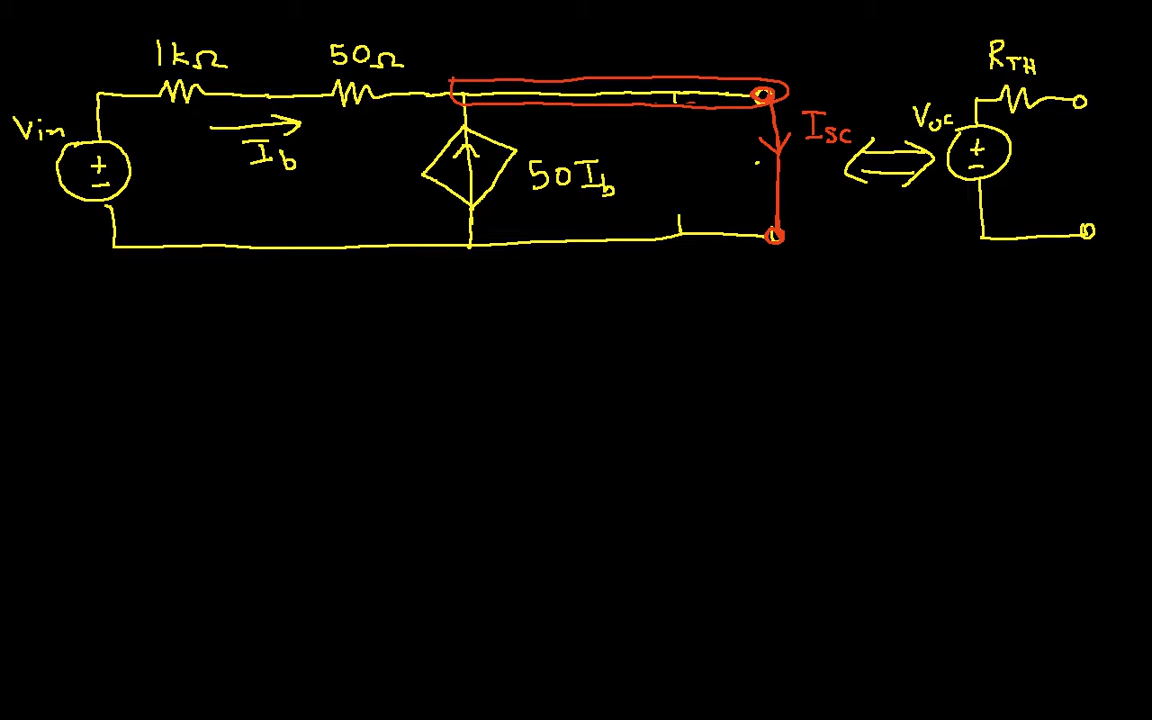 1kΩ 50Ω
Vin
+
−
I_b
50I_b
I_SC
V_OC
+
−
R_TH